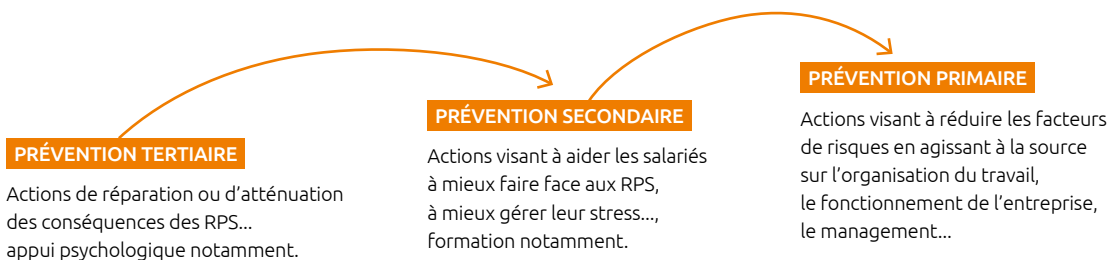 PRÉVENTION TERTIAIRE
Actions de réparation ou d’atténuation
des conséquences des RPS...
appui psychologique notamment.
PRÉVENTION SECONDAIRE
Actions visant à aider les salariés
à mieux faire face aux RPS,
à mieux gérer leur stress...,
formation notamment.
PRÉVENTION PRIMAIRE
Actions visant à réduire les facteurs
de risques en agissant à la source
sur l’organisation du travail,
le fonctionnement de l’entreprise,
le management...